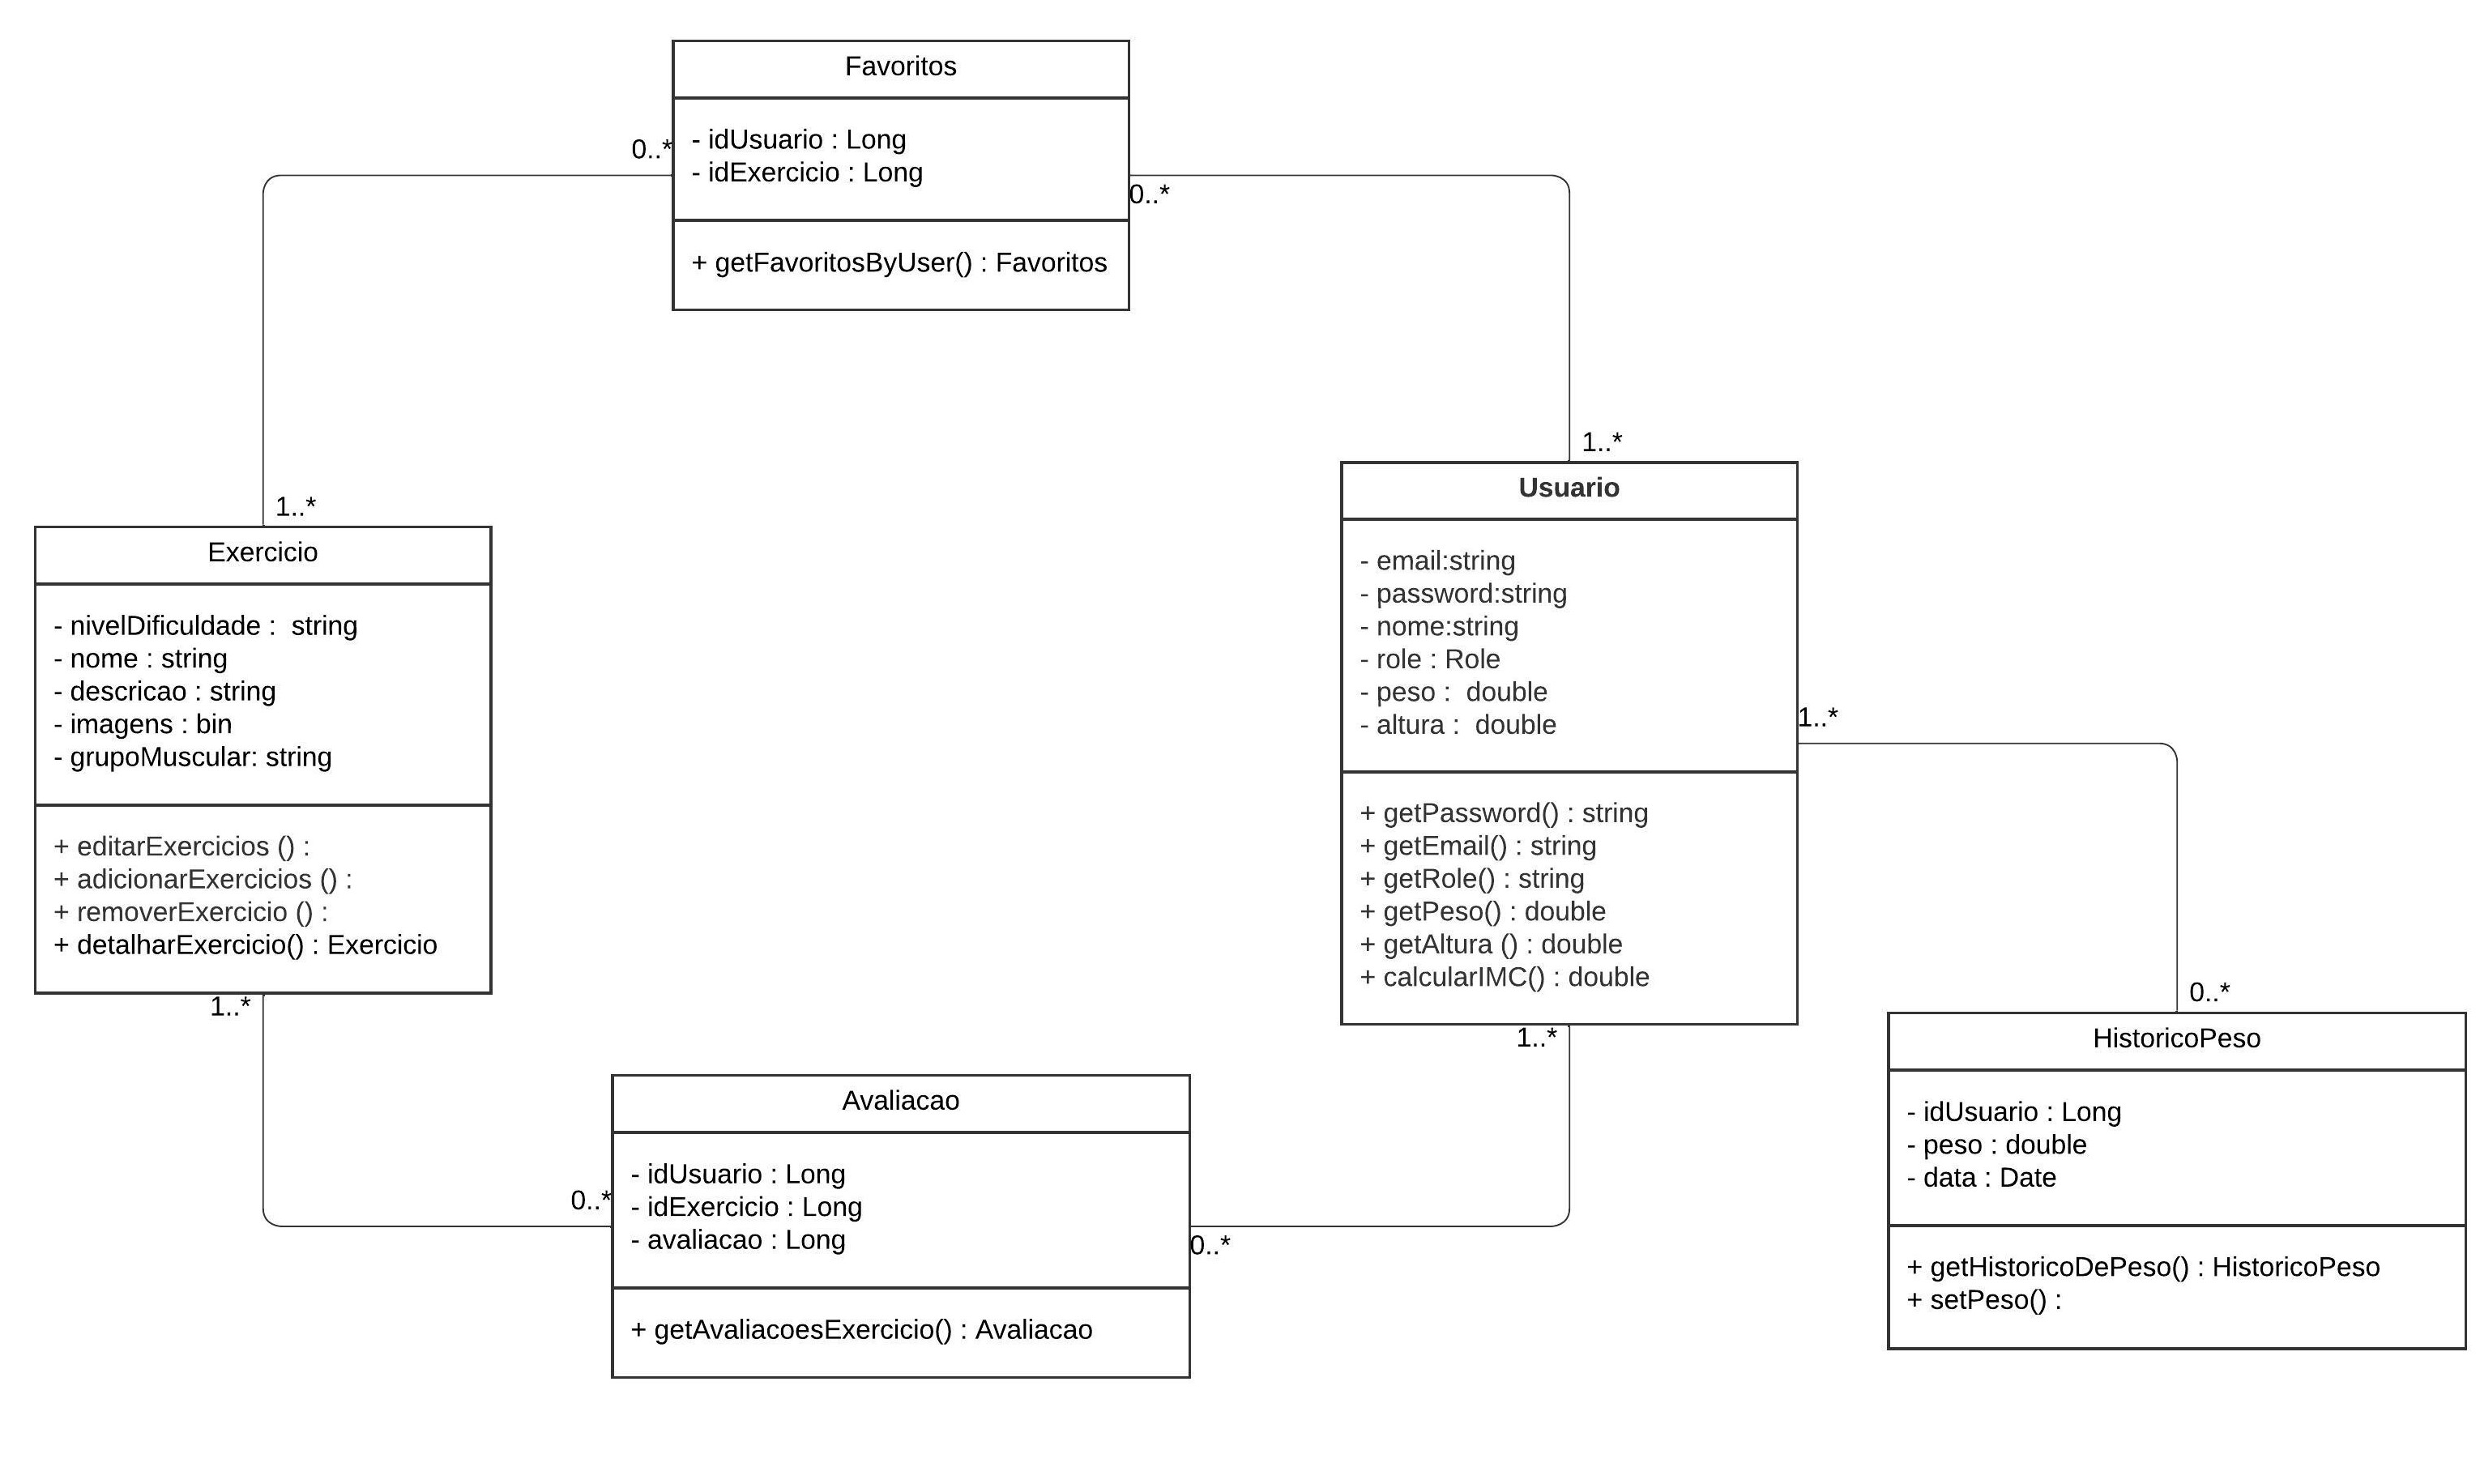 Favoritos
- idUsuario : Long
- idExercicio : Long
+ getFavoritosByUser() : Favoritos
0..*
0..*
1..*
1..*
Exercicio
- nivelDificuldade :  string
- nome : string
- descricao : string
- imagens : bin
- grupoMuscular: string
+ editarExercicios () :
+ adicionarExercicios () :
+ removerExercicio () :
+ detalharExercicio() : Exercicio
1..*
Usuario
- email:string
- password:string
- nome:string
- role : Role
- peso :  double
- altura :  double
+ getPassword() : string
+ getEmail() : string
+ getRole() : string
+ getPeso() : double
+ getAltura () : double
+ calcularIMC() : double
1..*
1..*
0..*
HistoricoPeso
- idUsuario : Long
- peso : double
- data : Date
+ getHistoricoDePeso() : HistoricoPeso
+ setPeso() :
Avaliacao
- idUsuario : Long
- idExercicio : Long
- avaliacao : Long
+ getAvaliacoesExercicio() : Avaliacao
0..*
0..*